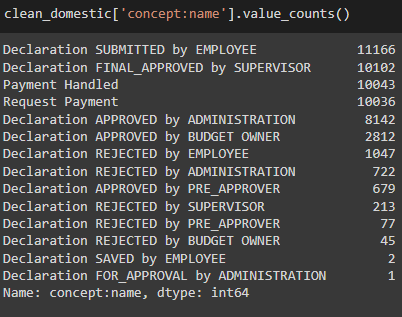 clean_domestic['concept:name'].value_counts()
Declaration SUBMITTED by EMPLOYEE 11166
Declaration FINAL_APPROVED by SUPERVISOR 10102
Payment Handled 10043
Request Payment 10036
Declaration APPROVED by ADMINISTRATION 8142
Declaration APPROVED by BUDGET OWNER 2812
Declaration REJECTED by EMPLOYEE 1047
Declaration REJECTED by ADMINISTRATION 722
Declaration APPROVED by PRE_APPROVER 679
Declaration REJECTED by SUPERVISOR 213
Declaration REJECTED by PRE_APPROVER 77
Declaration REJECTED by BUDGET OWNER 45
Declaration SAVED by EMPLOYEE 2
Declaration FOR_APPROVAL by ADMINISTRATION 1
Name: concept:name, dtype: int64